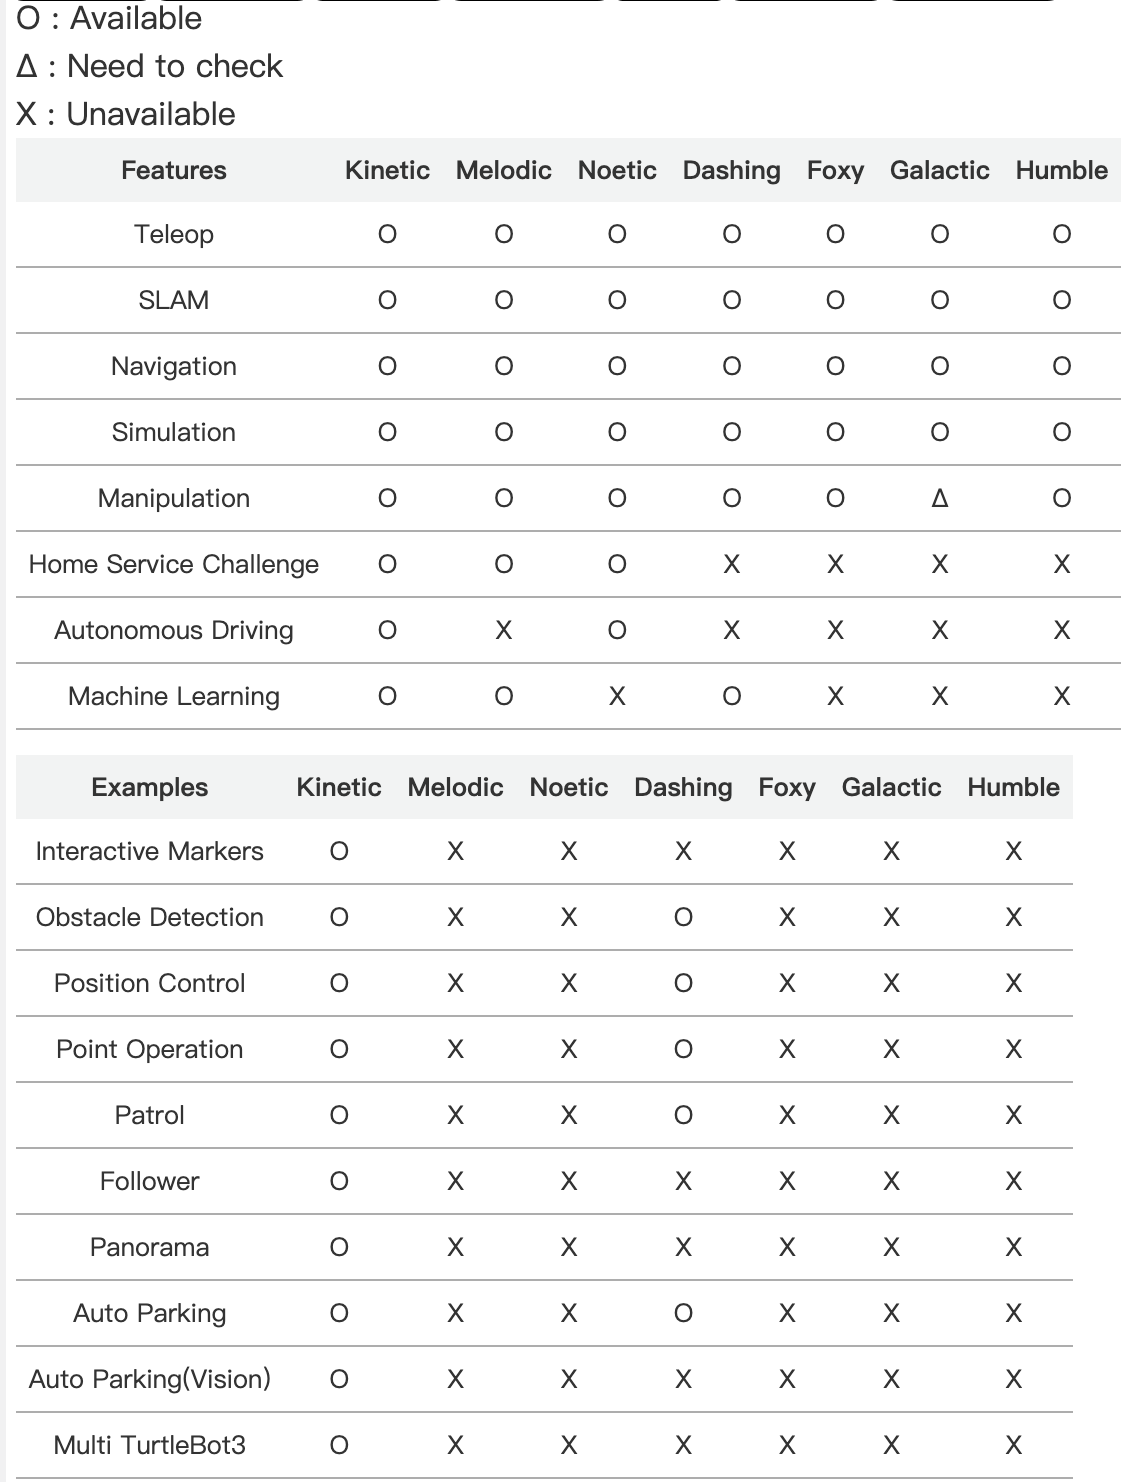 O : Available
Δ : Need to check
X : Unavailable
Features Kinetic Melodic Noetic Dashing Foxy Galactic Humble
Teleop O O O O O O O
SLAM O O O O O O O
Navigation O O O O O O O
Simulation O O O O O O O
Manipulation O O O O O Δ O
Home Service Challenge O O O X X X X
Autonomous Driving O X O X X X X
Machine Learning O O X O X X X
Examples Kinetic Melodic Noetic Dashing Foxy Galactic Humble
Interactive Markers O X X X X X X
Obstacle Detection O X X O X X X
Position Control O X X O X X X
Point Operation O X X O X X X
Patrol O X X O X X X
Follower O X X X X X X
Panorama O X X X X X X
Auto Parking O X X O X X X
Auto Parking(Vision) O X X X X X X
Multi TurtleBot3 O X X X X X X